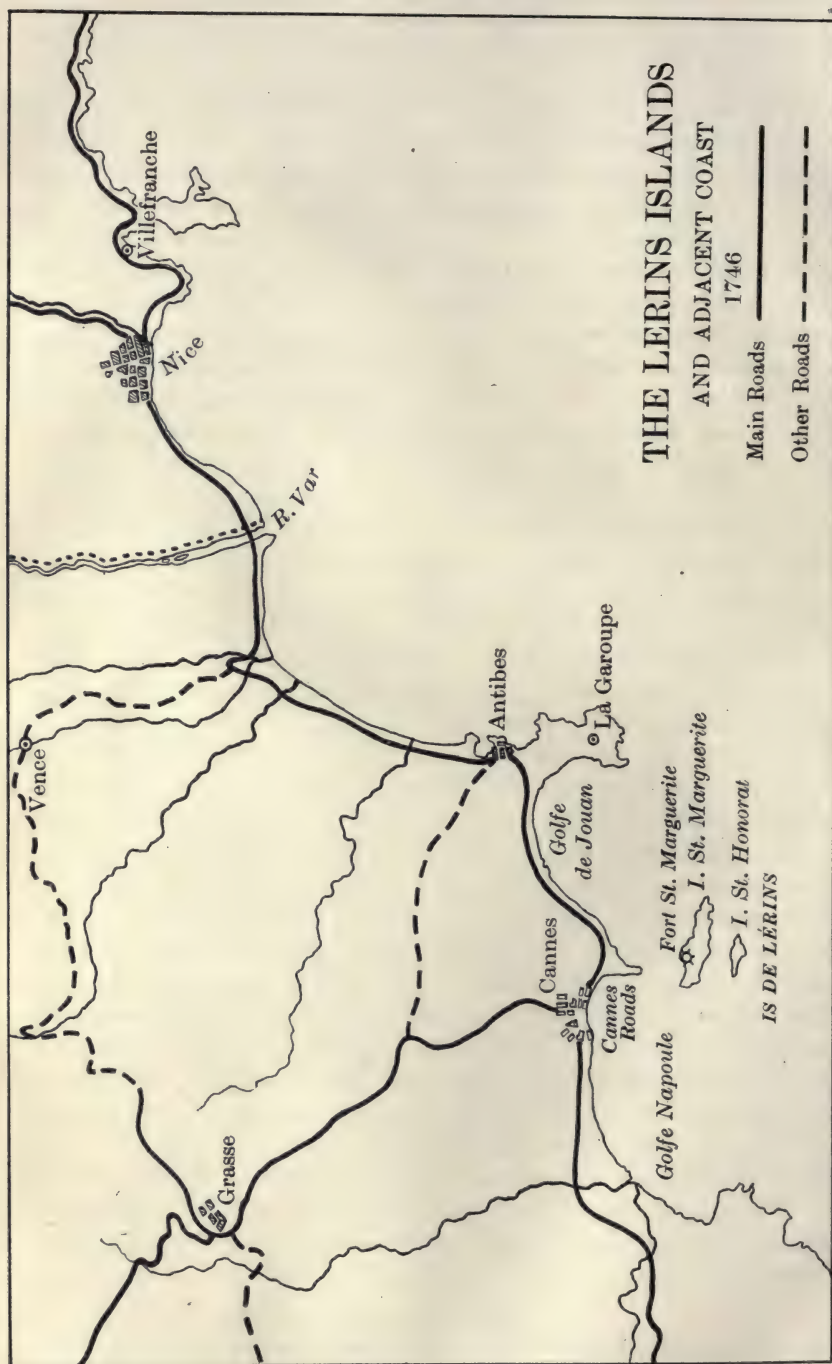 THE LERINS ISLANDS
AND ADJACENT COAST
1746
Main Roads
Other Roads
Villefranche
Nice
R. Var
Vence
Antibes
La Garoupe
Golfe
de Jouan
Grasse
Cannes
Cannes
Roads
Golfe Napoule
Fort St. Marguerite
I. St. Marguerite
I. St. Honorat
IS DE LÉRINS